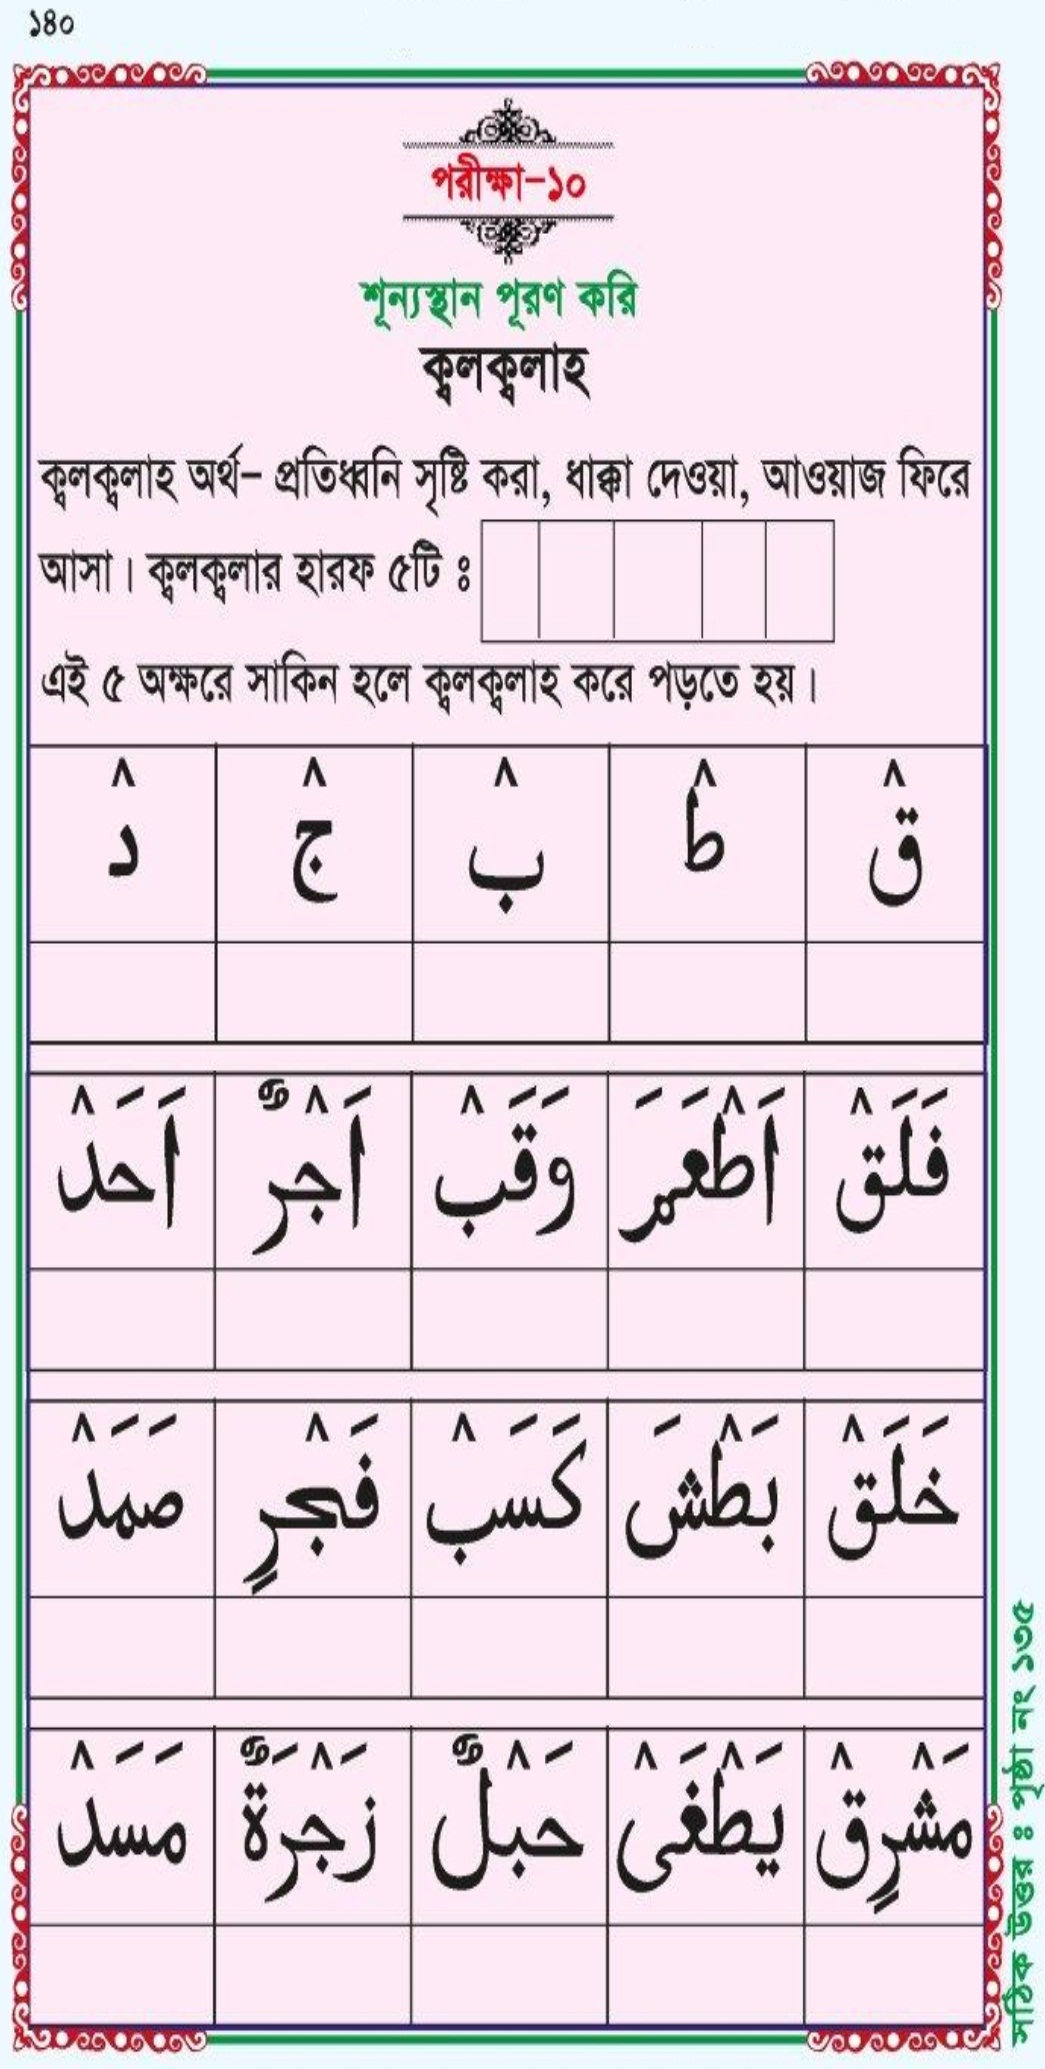 ১৪০
পরীক্ষা-১০
শূন্যস্থান পূরণ করি
ক্বলক্বলাহ
ক্বলক্বলাহ অর্থ- প্রতিধ্বনি সৃষ্টি করা, ধাক্কা দেওয়া, আওয়াজ ফিরে
আসা। ক্বলক্বলার হারফ ৫টি ঃ
এই ৫ অক্ষরে সাকিন হলে ক্বলক্বলাহ করে পড়তে হয়।
قْ طْ بْ جْ دْ
فَلَقْ اَطْعَمَ وَقَبْ اَجْرٌ اَحَدْ
خَلَقْ بَطْشَ كَسَبْ فَجْرٍ صَمَدْ
مَشْرِقْ يَطْغَىْ حَبْلٌ زَجْرَةٌ مَسَدْ
সঠিক উত্তর ঃ পৃষ্ঠা নং ১৩৫